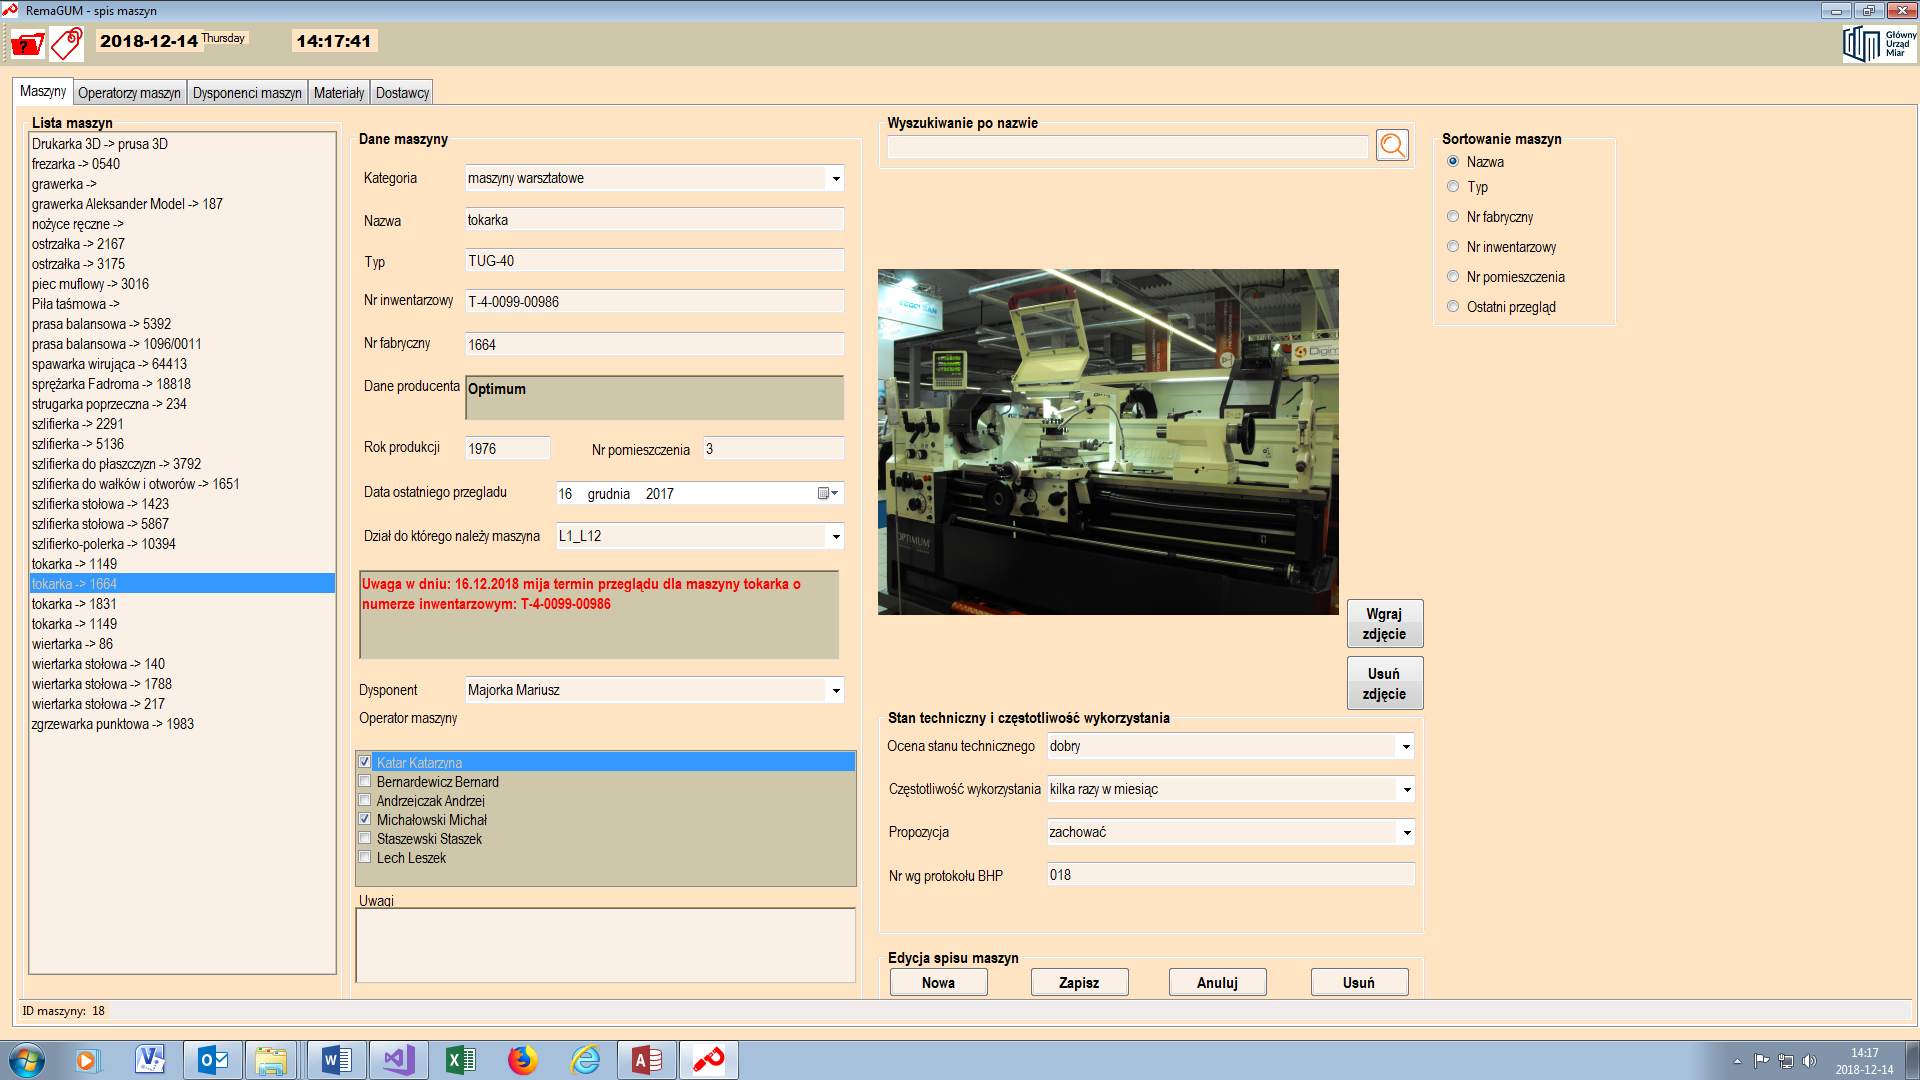 RemaGUM - spis maszyn
2018-12-14 Thursday 14:17:41
Główny
Urząd
Miar
Maszyny Operatorzy maszyn Dysponenci maszyn Materiały Dostawcy
Lista maszyn
Drukarka 3D -> prusa 3D
frezarka -> 0540
grawerka ->
grawerka Aleksander Model -> 187
nożyce ręczne ->
ostrzałka -> 2167
ostrzałka -> 3175
piec muflowy -> 3016
Piła taśmowa ->
prasa balansowa -> 5392
prasa balansowa -> 1096/0011
spawarka wirująca -> 64413
sprężarka Fadroma -> 18818
strugarka poprzeczna -> 234
szlifierka -> 2291
szlifierka -> 5136
szlifierka do płaszczyzn -> 3792
szlifierka do wałków i otworów -> 1651
szlifierka stołowa -> 1423
szlifierka stołowa -> 5867
szlifierko-polerka -> 10394
tokarka -> 1149
tokarka -> 1664
tokarka -> 1831
tokarka -> 1149
wiertarka -> 86
wiertarka stołowa -> 140
wiertarka stołowa -> 1788
wiertarka stołowa -> 217
zgrzewarka punktowa -> 1983
Dane maszyny
Kategoria maszyny warsztatowe
Nazwa tokarka
Typ TUG-40
Nr inwentarzowy T-4-0099-00986
Nr fabryczny 1664
Dane producenta Optimum
Rok produkcji 1976 Nr pomieszczenia 3
Data ostatniego przegladu 16 grudnia 2017
Dział do którego należy maszyna L1_L12
Uwaga w dniu: 16.12.2018 mija termin przeglądu dla maszyny tokarka o
numerze inwentarzowym: T-4-0099-00986
Dysponent Majorka Mariusz
Operator maszyny
Katar Katarzyna
Bernardewicz Bernard
Andrzejczak Andrzej
Michałowski Michał
Staszewski Staszek
Lech Leszek
Uwagi
Wyszukiwanie po nazwie
ECOCLEAN
OPTIMUM
Wgraj
zdjęcie
Usuń
zdjęcie
Stan techniczny i częstotliwość wykorzystania
Ocena stanu technicznego dobry
Częstotliwość wykorzystania kilka razy w miesiąc
Propozycja zachować
Nr wg protokołu BHP 018
Edycja spisu maszyn
Nowa Zapisz Anuluj Usuń
Sortowanie maszyn
Nazwa
Typ
Nr fabryczny
Nr inwentarzowy
Nr pomieszczenia
Ostatni przegląd
ID maszyny: 18
14:17
2018-12-14